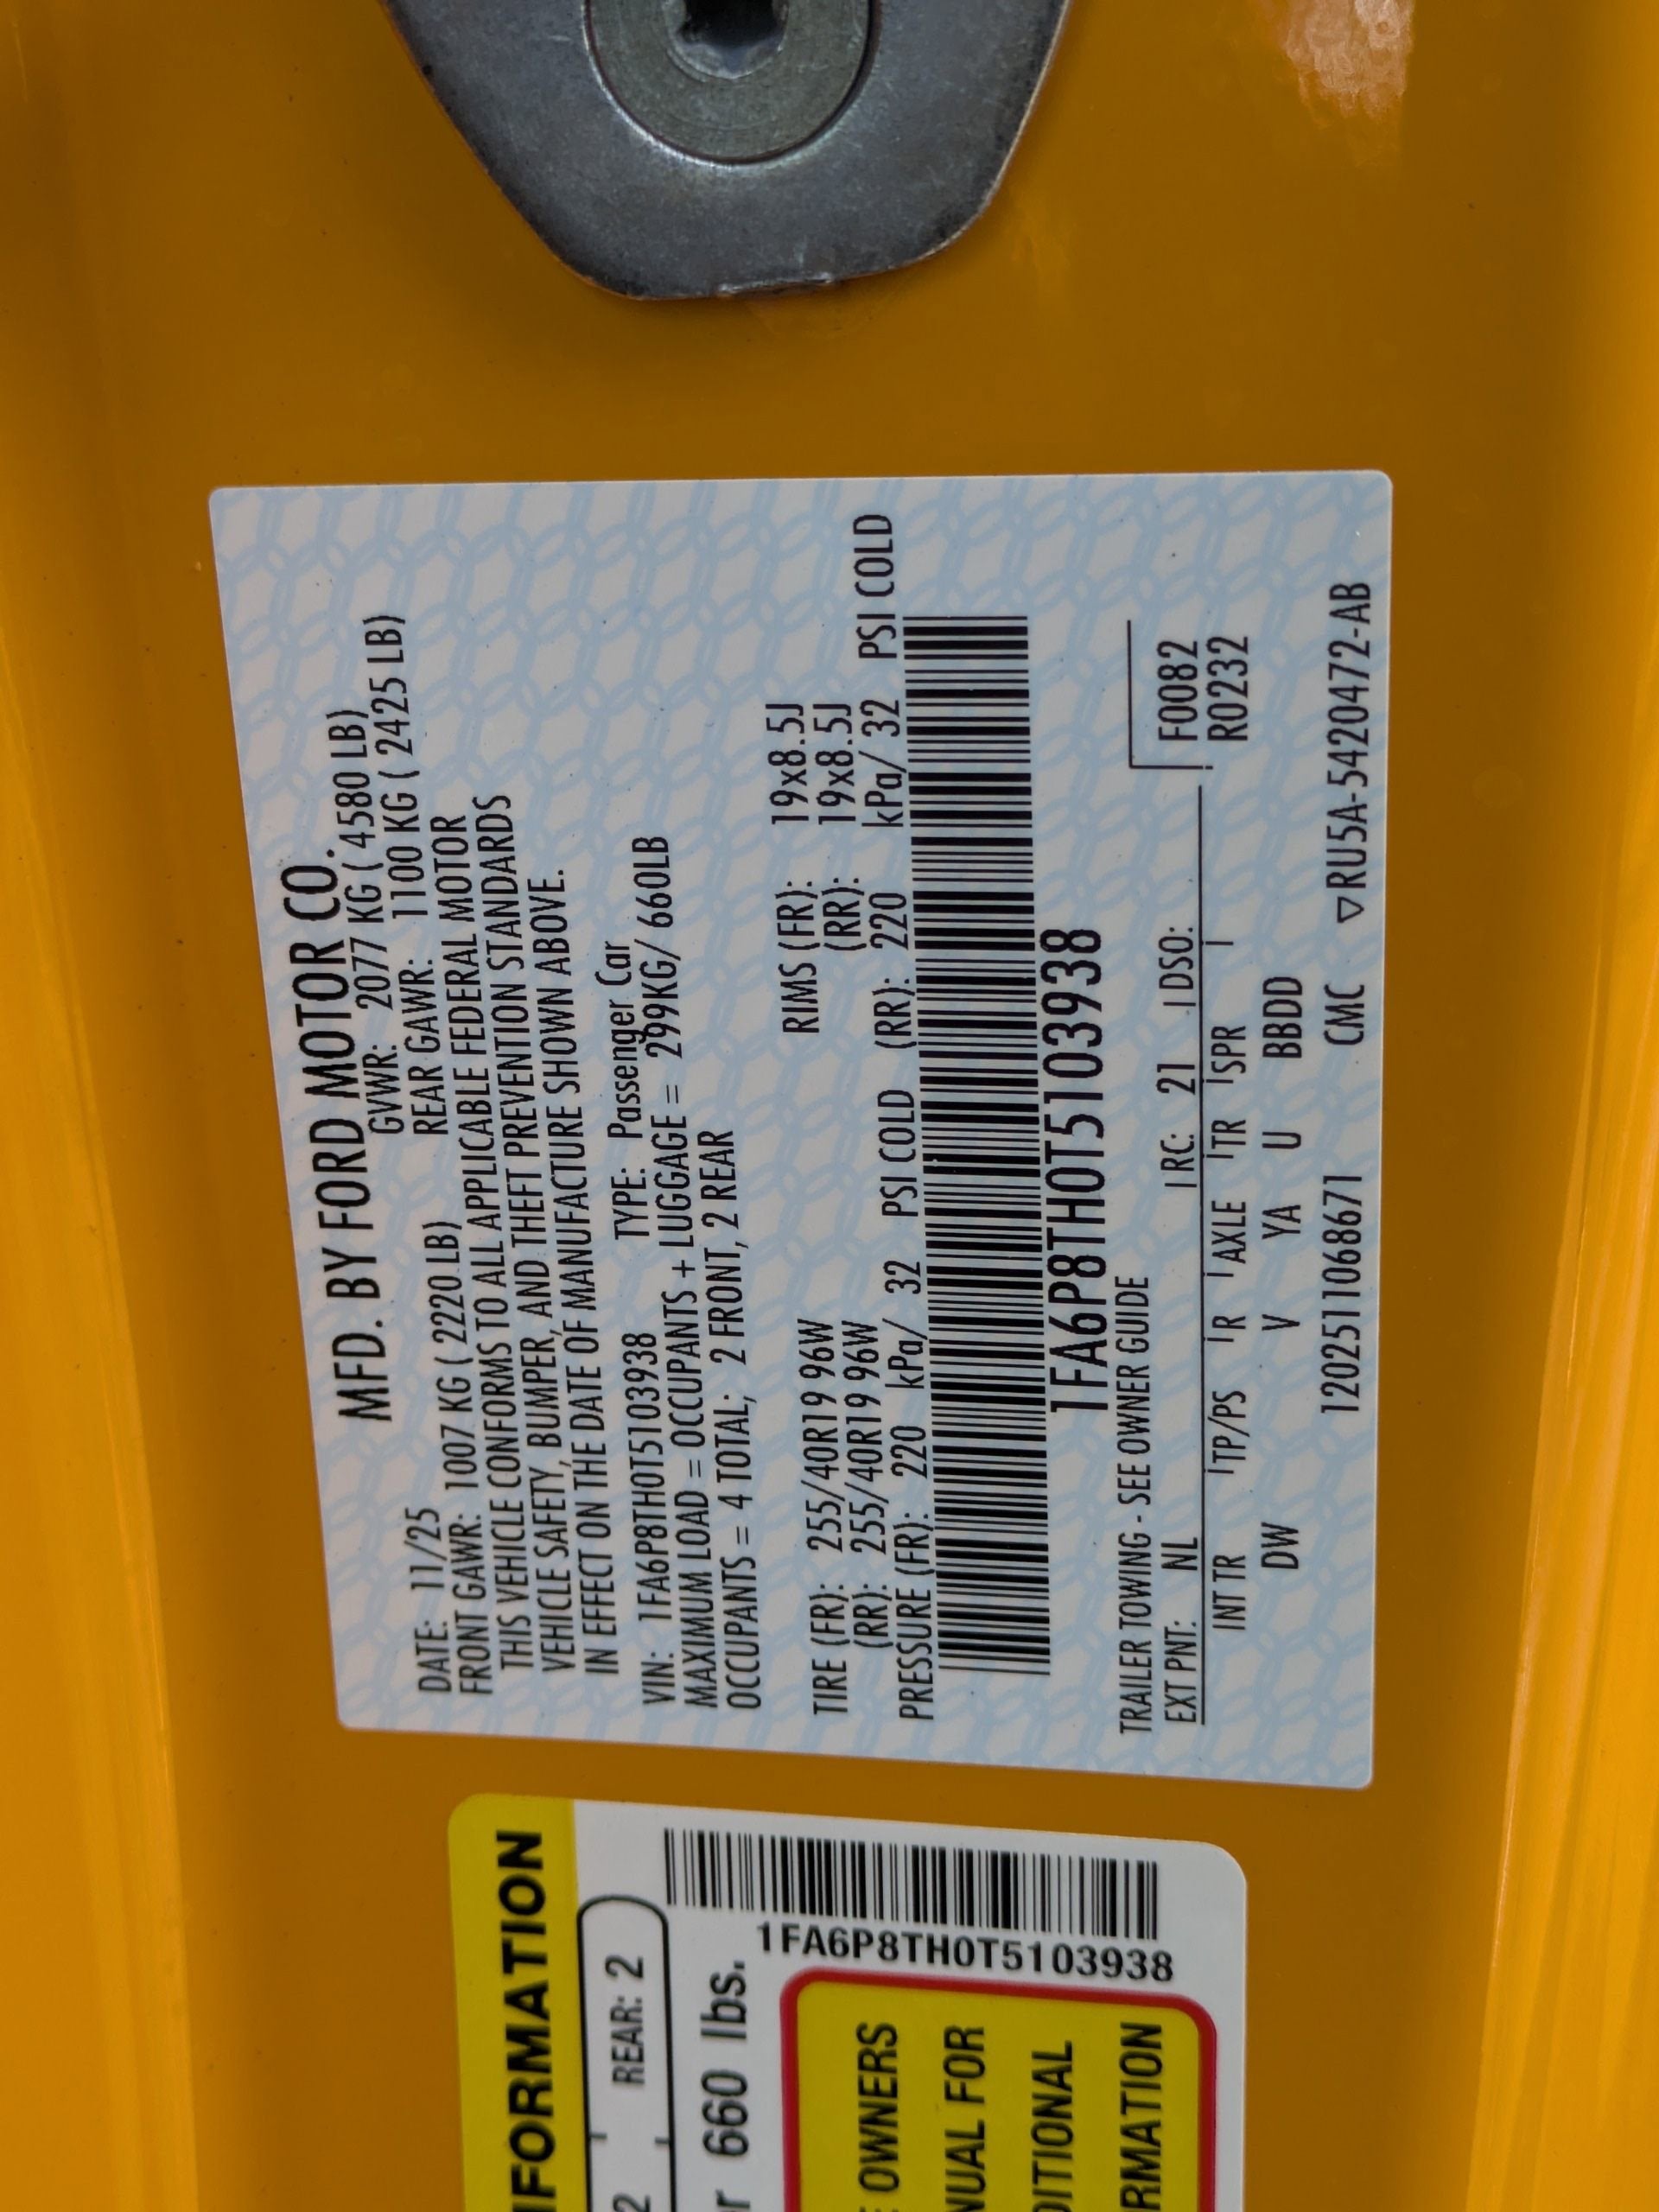 MFD. BY FORD MOTOR CO.
DATE: 11/25 GVWR: 2077 KG ( 4580 LB)
FRONT GAWR: 1007 KG ( 2220 LB) REAR GAWR: 1100 KG ( 2425 LB)
THIS VEHICLE CONFORMS TO ALL APPLICABLE FEDERAL MOTOR
VEHICLE SAFETY, BUMPER, AND THEFT PREVENTION STANDARDS
IN EFFECT ON THE DATE OF MANUFACTURE SHOWN ABOVE.
VIN: 1FA6P8TH0T5103938 TYPE: Passenger Car
MAXIMUM LOAD = OCCUPANTS + LUGGAGE = 299KG/ 660LB
OCCUPANTS = 4 TOTAL; 2 FRONT, 2 REAR
TIRE (FR): 255/40R19 96W RIMS (FR): 19x8.5J
(RR): 255/40R19 96W (RR): 19x8.5J
PRESSURE (FR): 220 kPa/ 32 PSI COLD (RR): 220 kPa/ 32 PSI COLD
1FA6P8TH0T5103938
TRAILER TOWING - SEE OWNER GUIDE
EXT PNT: NL RC: 21 DSO: F0082
INT TR TP/PS R AXLE TR SPR R0232
DW V YA U BBDD
1202511068671 CMC ▽RU5A-5420472-AB
FORMATION
2 REAR: 2
r 660 lbs.
1FA6P8TH0T5103938
OWNERS
NUAL FOR
DITIONAL
RMATION